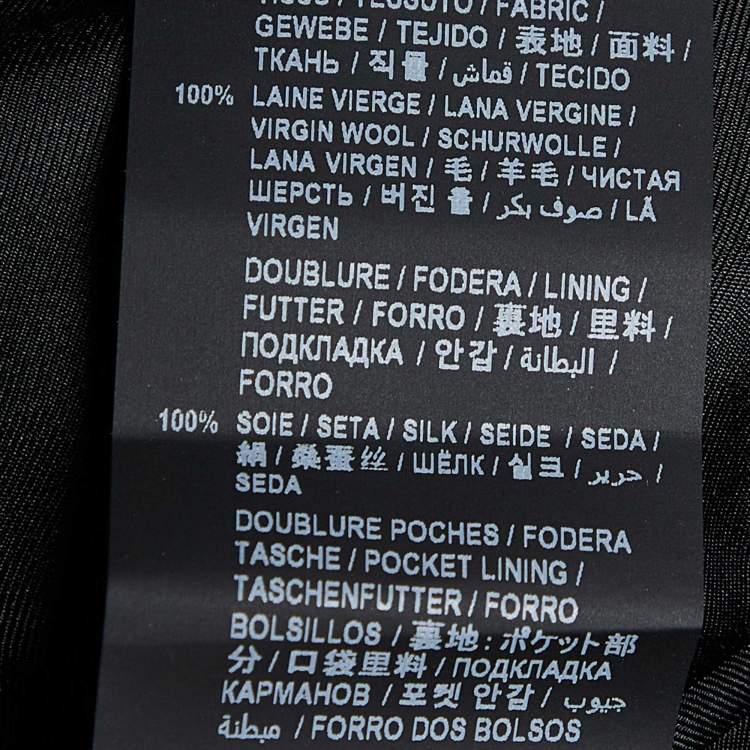 TISSU / TESSUTO / FABRIC /
GEWEBE / TEJIDO / 表地 / 面料 /
ТКАНЬ / 직물 / قماش / TECIDO
100% LAINE VIERGE / LANA VERGINE /
VIRGIN WOOL / SCHURWOLLE /
LANA VIRGEN / 毛 / 羊毛 / ЧИСТАЯ
ШЕРСТЬ / 버진 울 / صوف بكر / LÃ
VIRGEN
DOUBLURE / FODERA / LINING /
FUTTER / FORRO / 裏地 / 里料 /
ПОДКЛАДКА / 안감 / البطانة /
FORRO
100% SOIE / SETA / SILK / SEIDE / SEDA /
絹 / 桑蚕丝 / ШЁЛК / 실크 / حرير /
SEDA
DOUBLURE POCHES / FODERA
TASCHE / POCKET LINING /
TASCHENFUTTER / FORRO
BOLSILLOS / 裏地 : ポケット部
分 / 口袋里料 / ПОДКЛАДКА
КАРМАНОВ / 포켓 안감 / جيوب
مبطنة / FORRO DOS BOLSOS